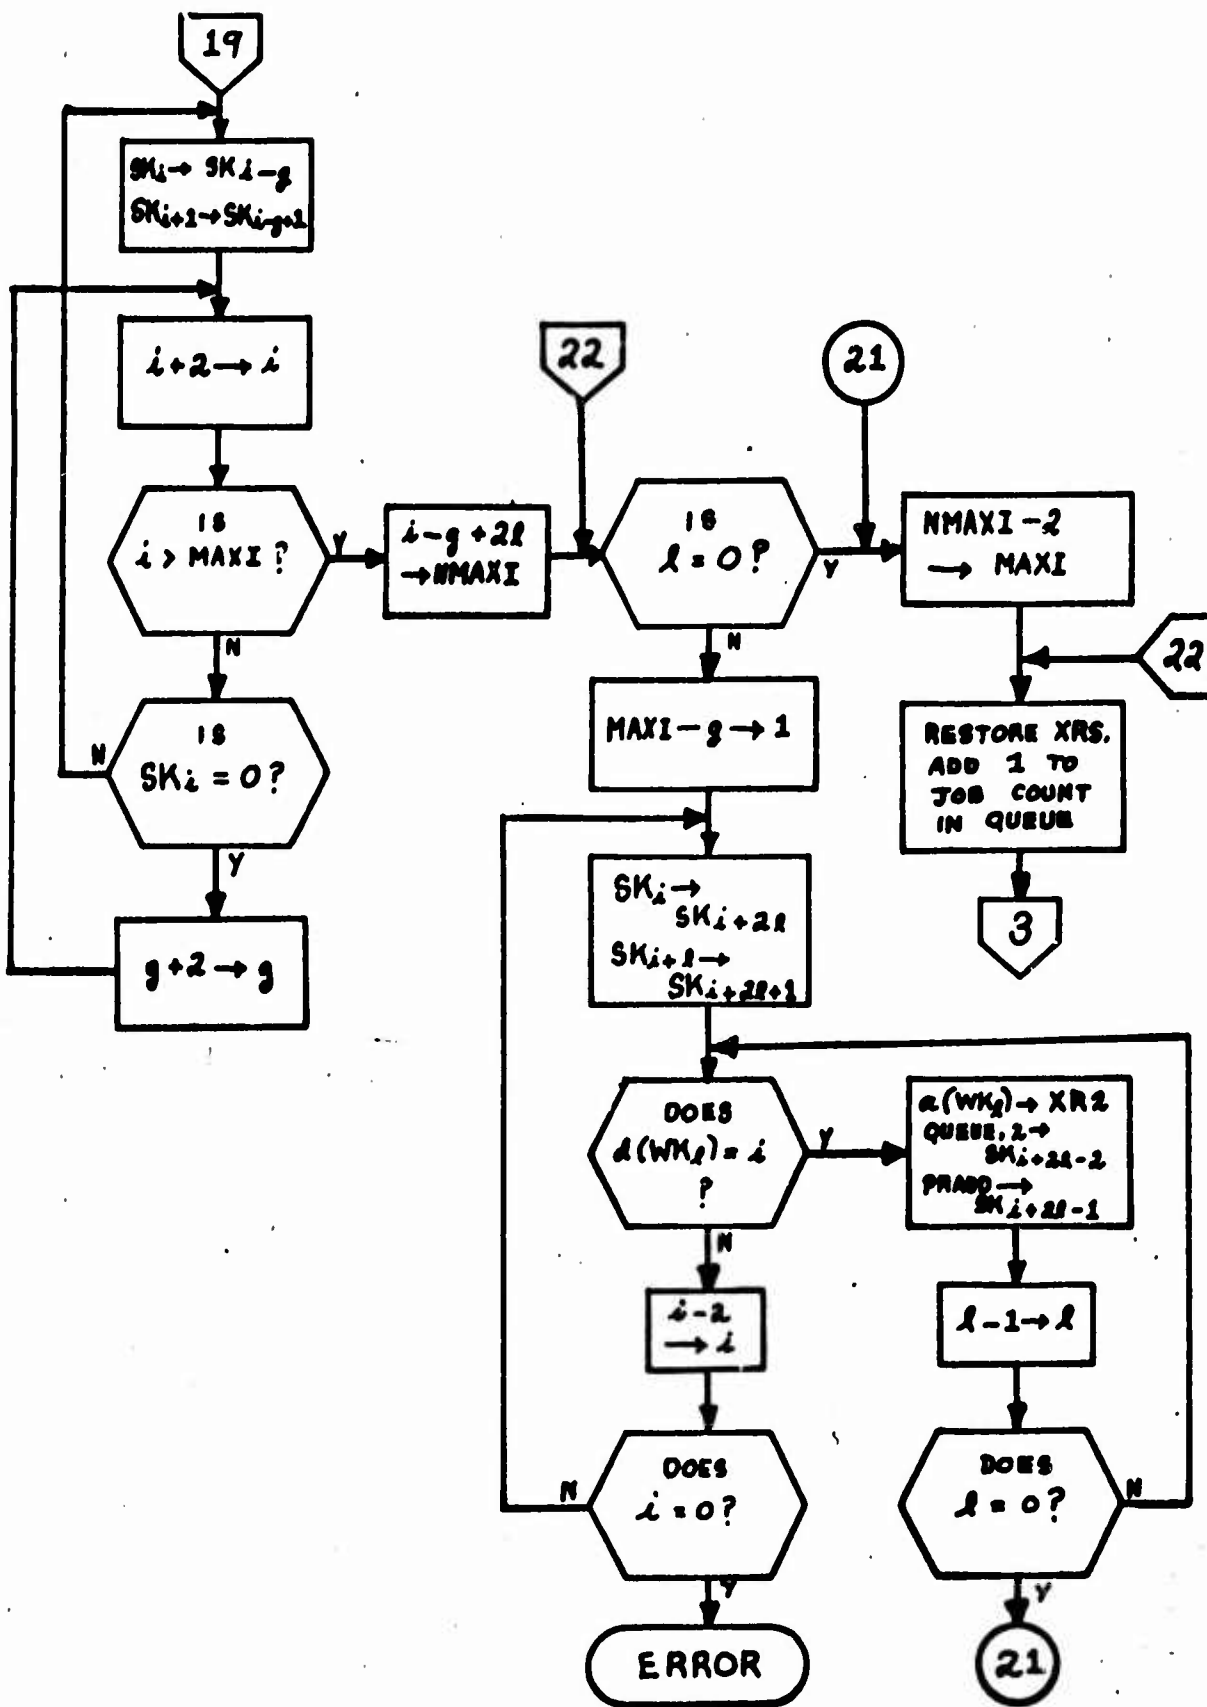 19
SKi → SKi-g
SKi+1 → SKi-g+1
i+2 → i
IS
i > MAXI ?
Y
N
IS
SKi = 0?
N
Y
g+2 → g
i-g+2l
→ NMAXI
22
IS
l = 0?
Y
N
21
NMAXI-2
→ MAXI
22
RESTORE XRS.
ADD 1 TO
JOB COUNT
IN QUEUE
3
MAXI-g → 1
SKi →
SKi+2l
SKi+l →
SKi+2l+1
DOES
d(WKl) = i
?
Y
N
a(WKl) → XR2
QUEUE,2 →
SKi+2l-2
PRADD →
SKi+2l-1
i-2
→ i
l-1 → l
DOES
i = 0?
N
Y
DOES
l = 0?
N
Y
ERROR
21